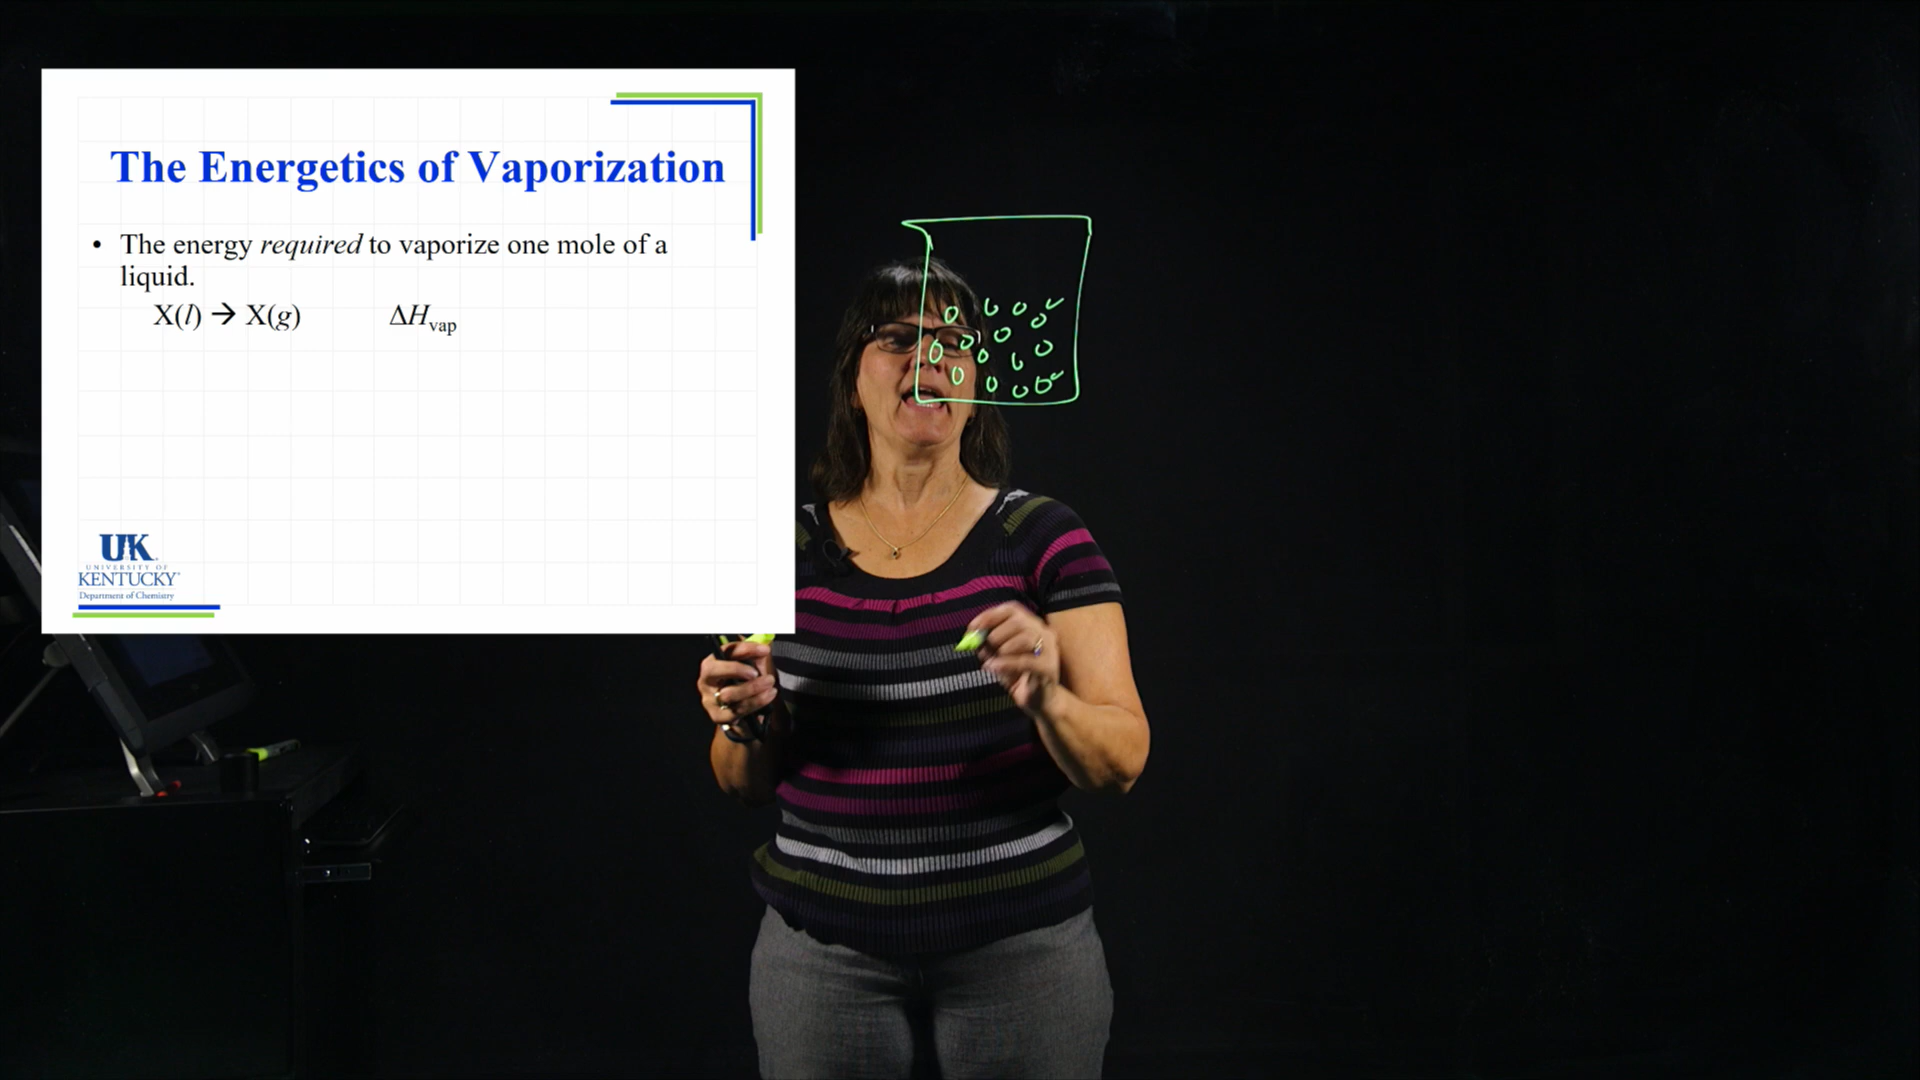 The Energetics of Vaporization
• The energy required to vaporize one mole of a
liquid.
X(l) → X(g) ΔHvap
UK
UNIVERSITY OF
KENTUCKY
Department of Chemistry